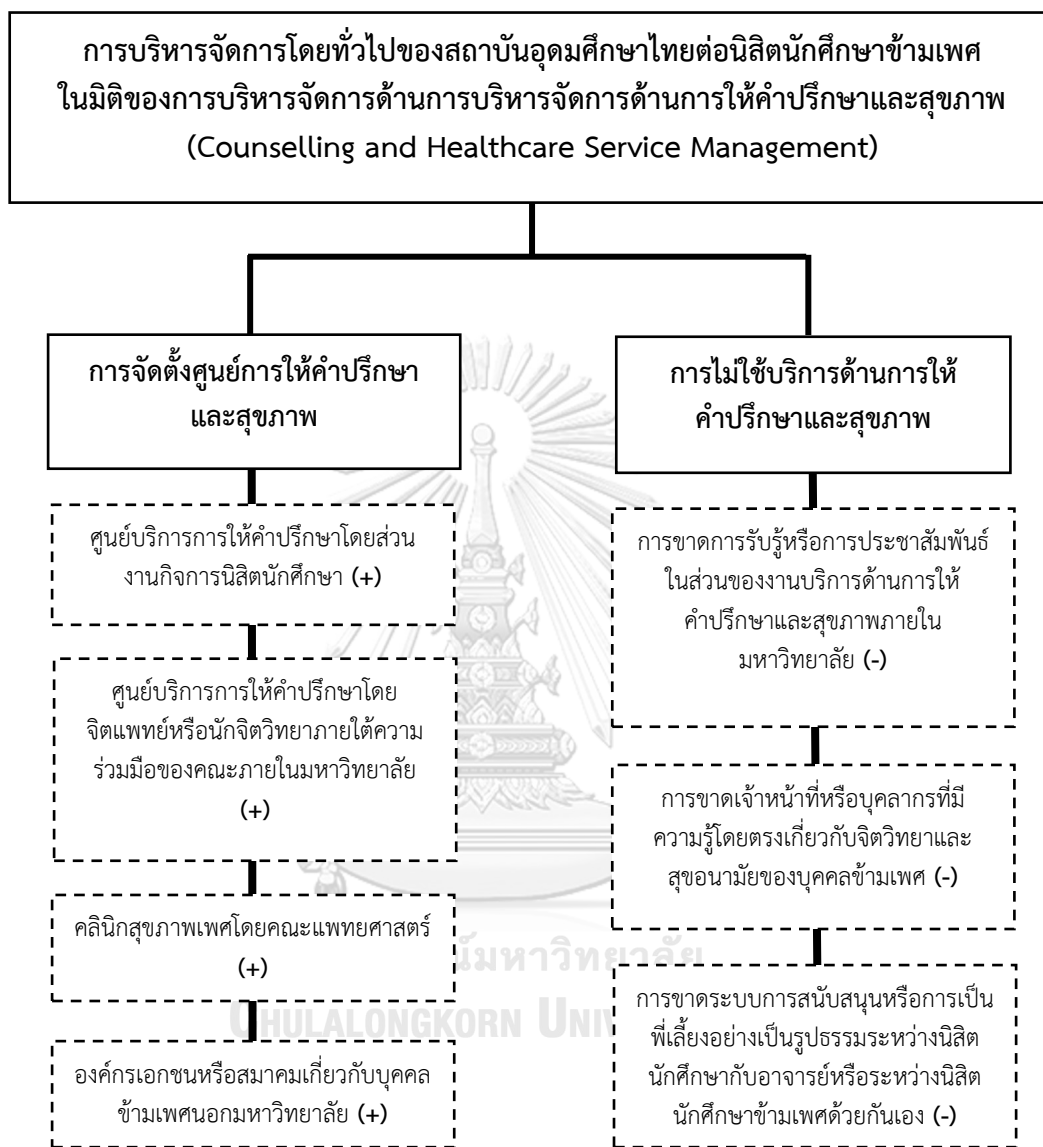 การบริหารจัดการโดยทั่วไปของสถาบันอุดมศึกษาไทยต่อนิสิตนักศึกษาข้ามเพศ
ในมิติของการบริหารจัดการด้านการบริหารจัดการด้านการให้คำปรึกษาและสุขภาพ
(Counselling and Healthcare Service Management)
การจัดตั้งศูนย์การให้คำปรึกษา
และสุขภาพ
ศูนย์บริการการให้คำปรึกษาโดยส่วน
งานกิจการนิสิตนักศึกษา (+)
ศูนย์บริการการให้คำปรึกษาโดย
จิตแพทย์หรือนักจิตวิทยาภายใต้ความ
ร่วมมือของคณะภายในมหาวิทยาลัย
(+)
คลินิกสุขภาพเพศโดยคณะแพทยศาสตร์
(+)
องค์กรเอกชนหรือสมาคมเกี่ยวกับบุคคล
ข้ามเพศนอกมหาวิทยาลัย (+)
การไม่ใช้บริการด้านการให้
คำปรึกษาและสุขภาพ
การขาดการรับรู้หรือการประชาสัมพันธ์
ในส่วนของงานบริการด้านการให้
คำปรึกษาและสุขภาพภายใน
มหาวิทยาลัย (-)
การขาดเจ้าหน้าที่หรือบุคลากรที่มี
ความรู้โดยตรงเกี่ยวกับจิตวิทยาและ
สุขอนามัยของบุคคลข้ามเพศ (-)
การขาดระบบการสนับสนุนหรือการเป็น
พี่เลี้ยงอย่างเป็นรูปธรรมระหว่างนิสิต
นักศึกษากับอาจารย์หรือระหว่างนิสิต
นักศึกษาข้ามเพศด้วยกันเอง (-)
มหาวิทยาลัย
CHULALONGKORN